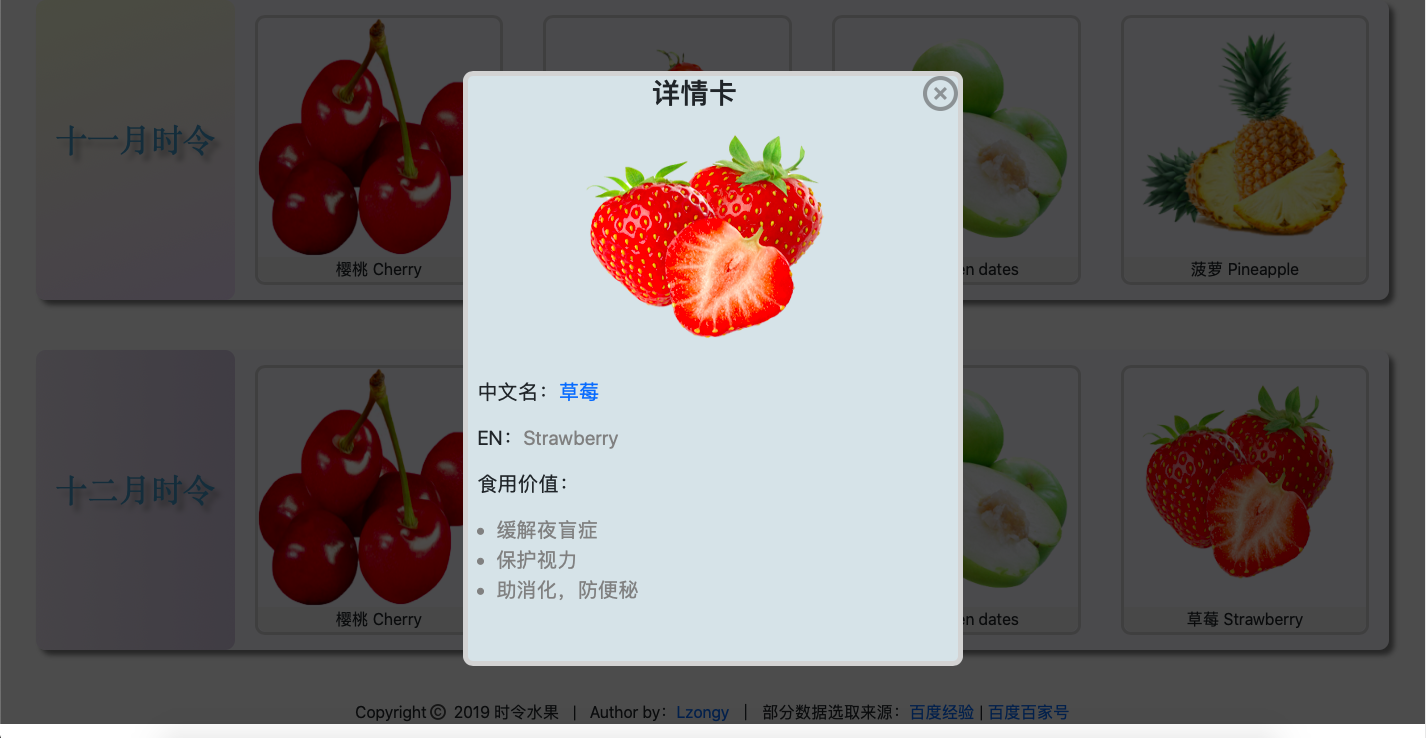 详情卡
中文名：草莓
EN：Strawberry
食用价值：
缓解夜盲症
保护视力
助消化，防便秘
十一月时令
樱桃 Cherry
en dates
菠萝 Pineapple
十二月时令
樱桃 Cherry
en dates
草莓 Strawberry
Copyright © 2019 时令水果 | Author by：Lzongy | 部分数据选取来源：百度经验 | 百度百家号